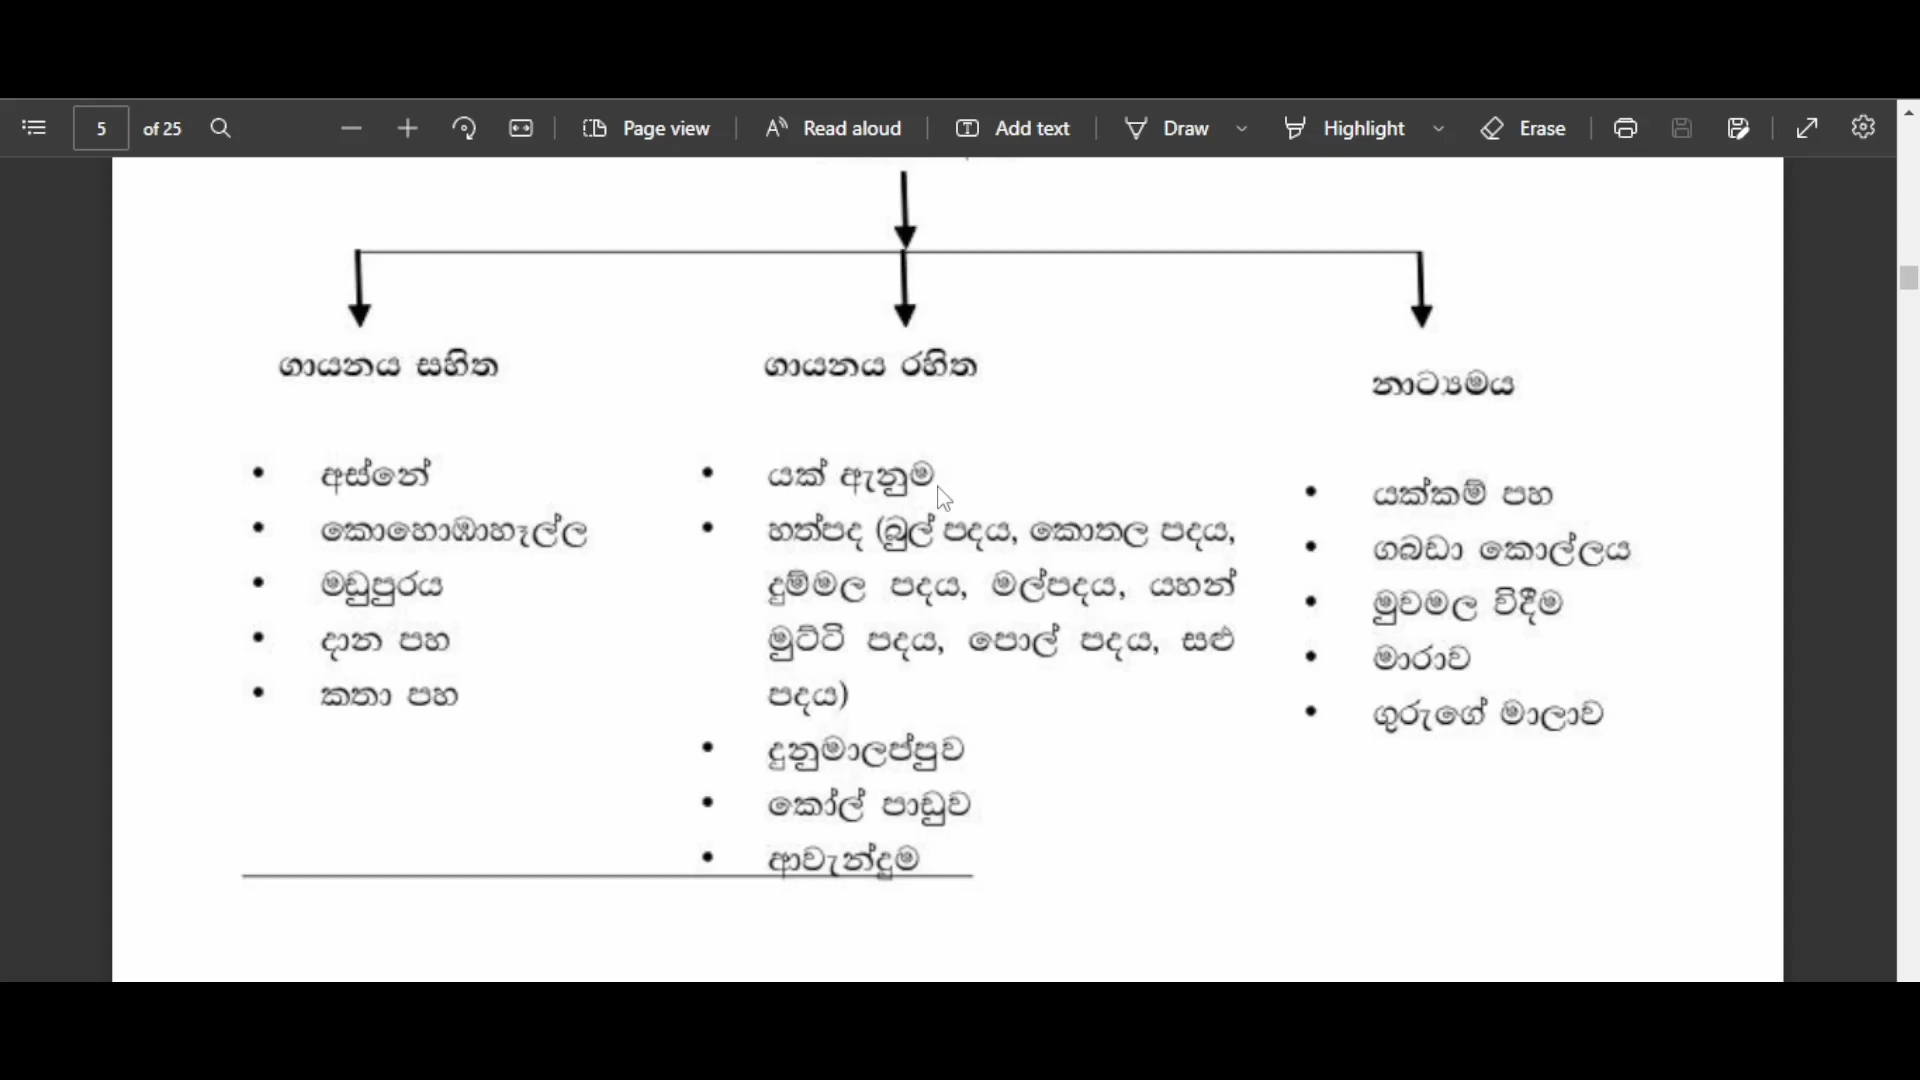 5 of 25 Page view Read aloud Add text Draw Highlight Erase
ගායනය සහිත
ගායනය රහිත
නාට්‍යමය
• අස්නේ
• කොහොඹාහෑල්ල
• මඩුපුරය
• දාන පහ
• කතා පහ
• යක් ඇනුම
• හත්පද (බුල් පදය, කොතල පදය,
දුම්මල පදය, මල්පදය, යහන්
මුට්ටි පදය, පොල් පදය, සළු
පදය)
• දුනුමාලප්පුව
• කෝල් පාඩුව
• ආවැන්දුම
• යක්කම් පහ
• ගබඩා කොල්ලය
• මුවමල විදීම
• මාරාව
• ගුරුගේ මාලාව